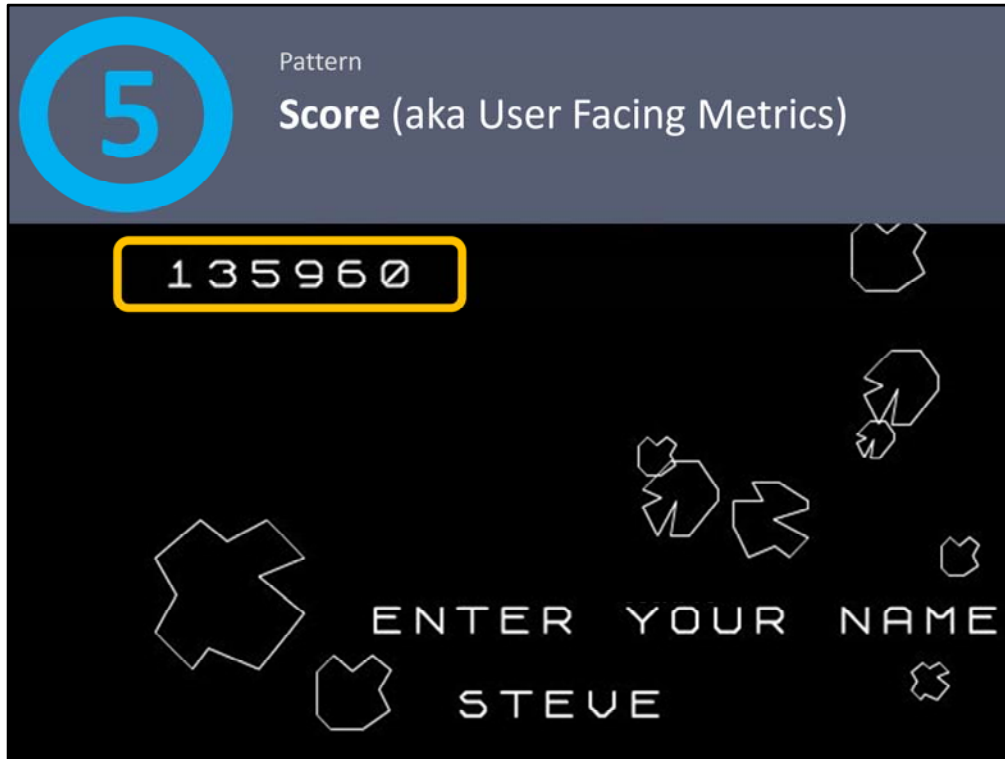 5
Pattern
Score (aka User Facing Metrics)
135960
ENTER YOUR NAME
STEVE